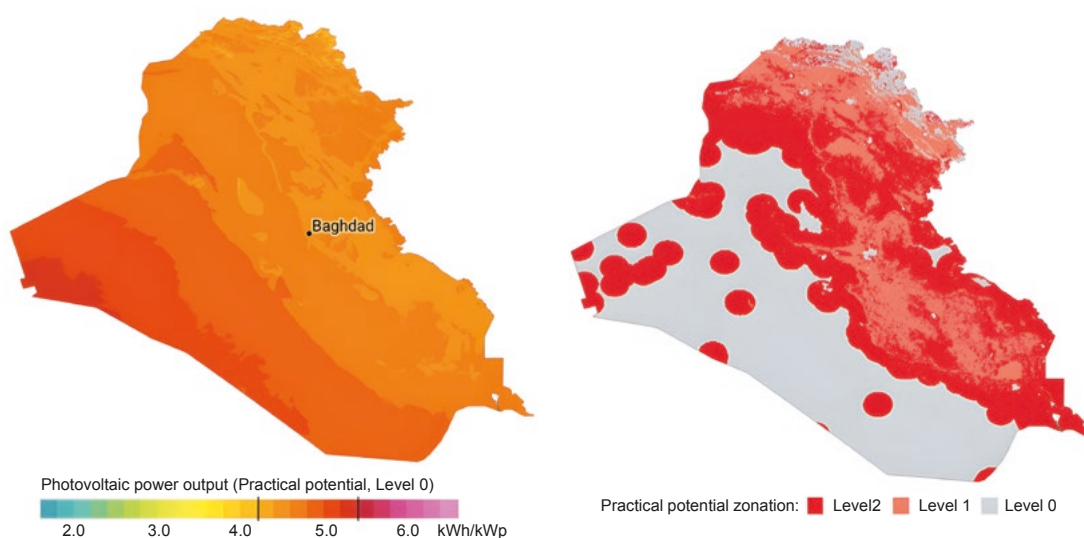 Baghdad
Photovoltaic power output (Practical potential, Level 0)
2.0 3.0 4.0 5.0 6.0 kWh/kWp
Practical potential zonation: Level2 Level 1 Level 0